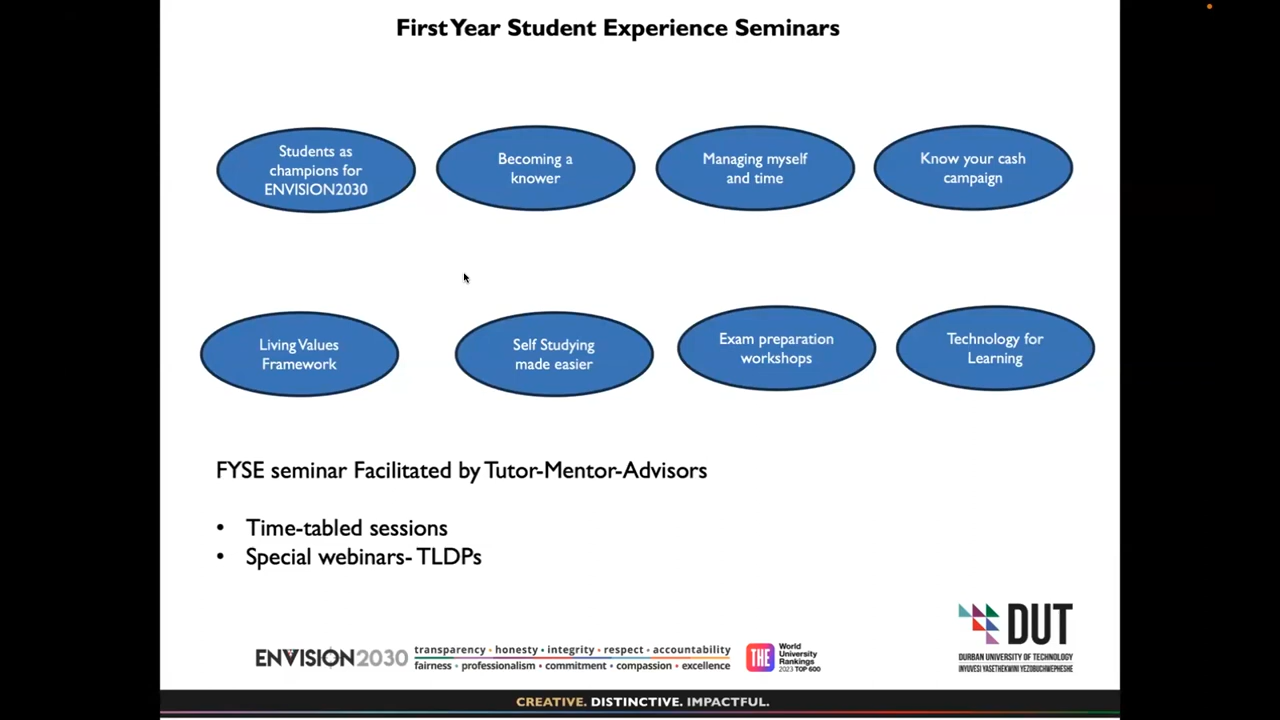 First Year Student Experience Seminars
Students as
champions for
ENVISION2030
Becoming a
knower
Managing myself
and time
Know your cash
campaign
Living Values
Framework
Self Studying
made easier
Exam preparation
workshops
Technology for
Learning
FYSE seminar Facilitated by Tutor-Mentor-Advisors
• Time-tabled sessions
• Special webinars- TLDPs
ENVISION2030
transparency • honesty • integrity • respect • accountability
fairness • professionalism • commitment • compassion • excellence
THE
World
University
Rankings
2023 TOP 600
DUT
DURBAN UNIVERSITY OF TECHNOLOGY
INYUVESI YASETHEKWINI YEZOBUCHWEPHESHE
CREATIVE. DISTINCTIVE. IMPACTFUL.